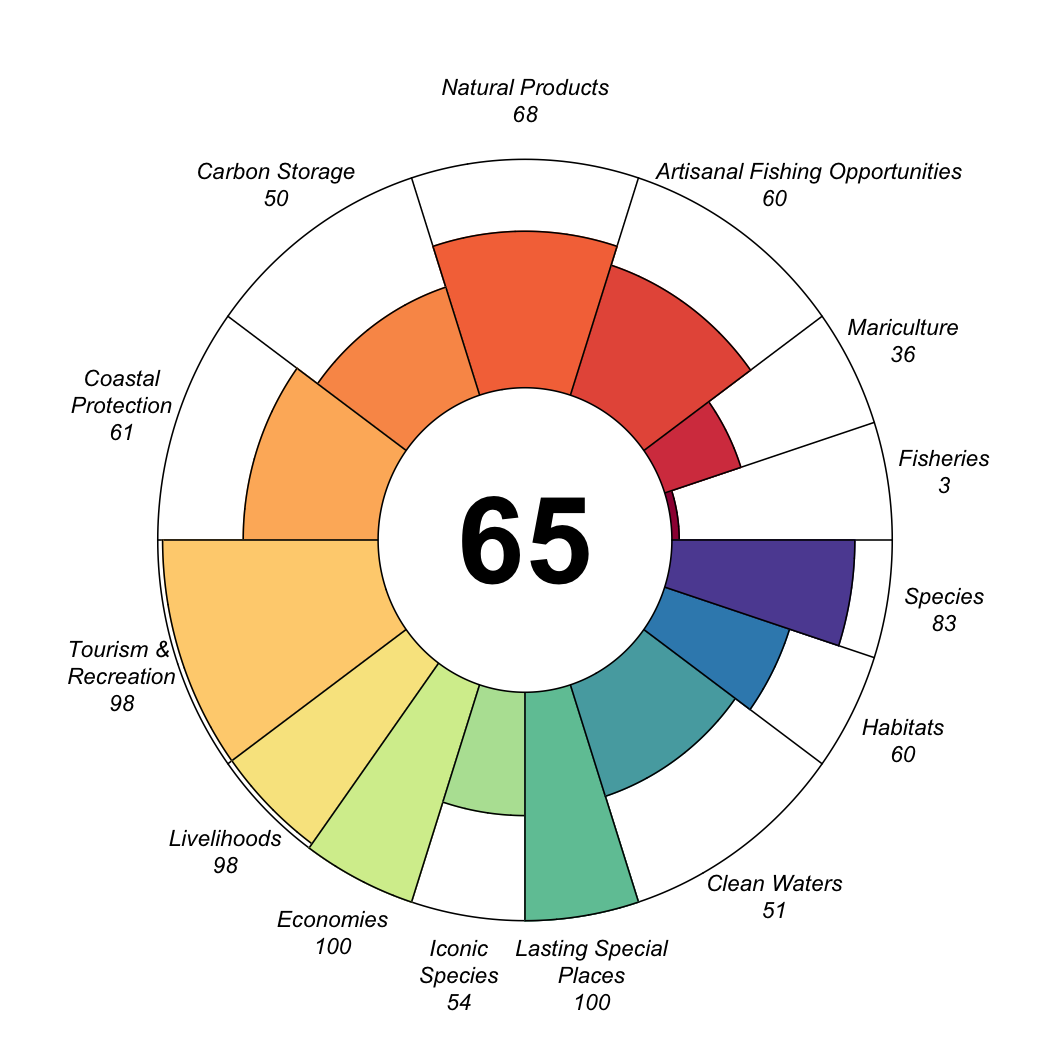 Natural Products
68
Carbon Storage
50
Artisanal Fishing Opportunities
60
Mariculture
36
Coastal
Protection
61
Fisheries
3
65
Species
83
Tourism &
Recreation
98
Habitats
60
Livelihoods
98
Clean Waters
51
Economies
100
Iconic
Species
54
Lasting Special
Places
100